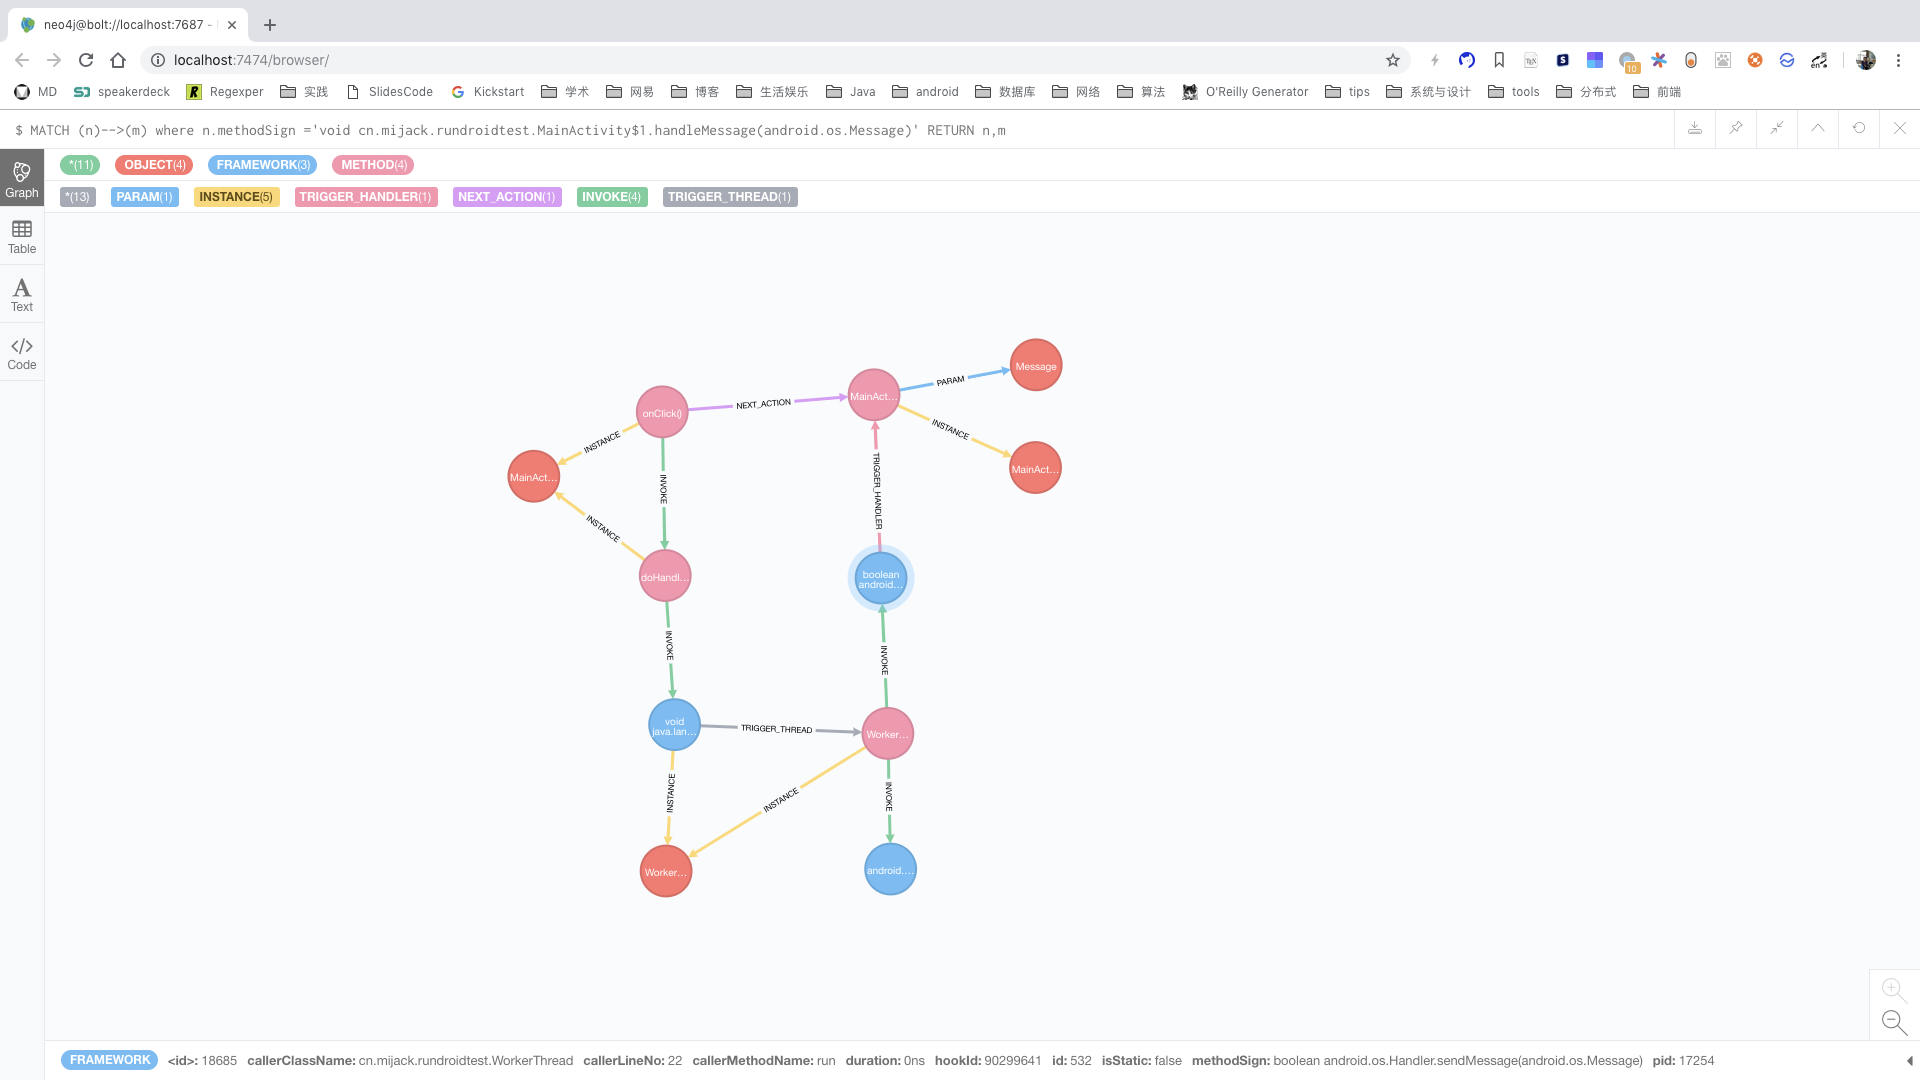 neo4j@bolt://localhost:7687 -
localhost:7474/browser/
10
MD speakerdeck Regexper 实践 SlidesCode Kickstart 学术 网易 博客 生活娱乐 Java android 数据库 网络 算法 O'Reilly Generator tips 系统与设计 tools 分布式 前端
$ MATCH (n)-->(m) where n.methodSign ='void cn.mijack.rundroidtest.MainActivity$1.handleMessage(android.os.Message)' RETURN n,m
*(11) OBJECT(4) FRAMEWORK(3) METHOD(4)
*(13) PARAM(1) INSTANCE(5) TRIGGER_HANDLER(1) NEXT_ACTION(1) INVOKE(4) TRIGGER_THREAD(1)
Graph
Table
Text
Code
Message
PARAM
MainAct...
NEXT_ACTION
onClick()
INSTANCE
INSTANCE
MainAct...
MainAct...
INVOKE
TRIGGER_HANDLER
INSTANCE
doHandl...
boolean
android...
INVOKE
INVOKE
void
java.lan...
TRIGGER_THREAD
Worker...
INSTANCE
INSTANCE
INVOKE
Worker...
android....
FRAMEWORK <id>: 18685 callerClassName: cn.mijack.rundroidtest.WorkerThread callerLineNo: 22 callerMethodName: run duration: 0ns hookId: 90299641 id: 532 isStatic: false methodSign: boolean android.os.Handler.sendMessage(android.os.Message) pid: 17254